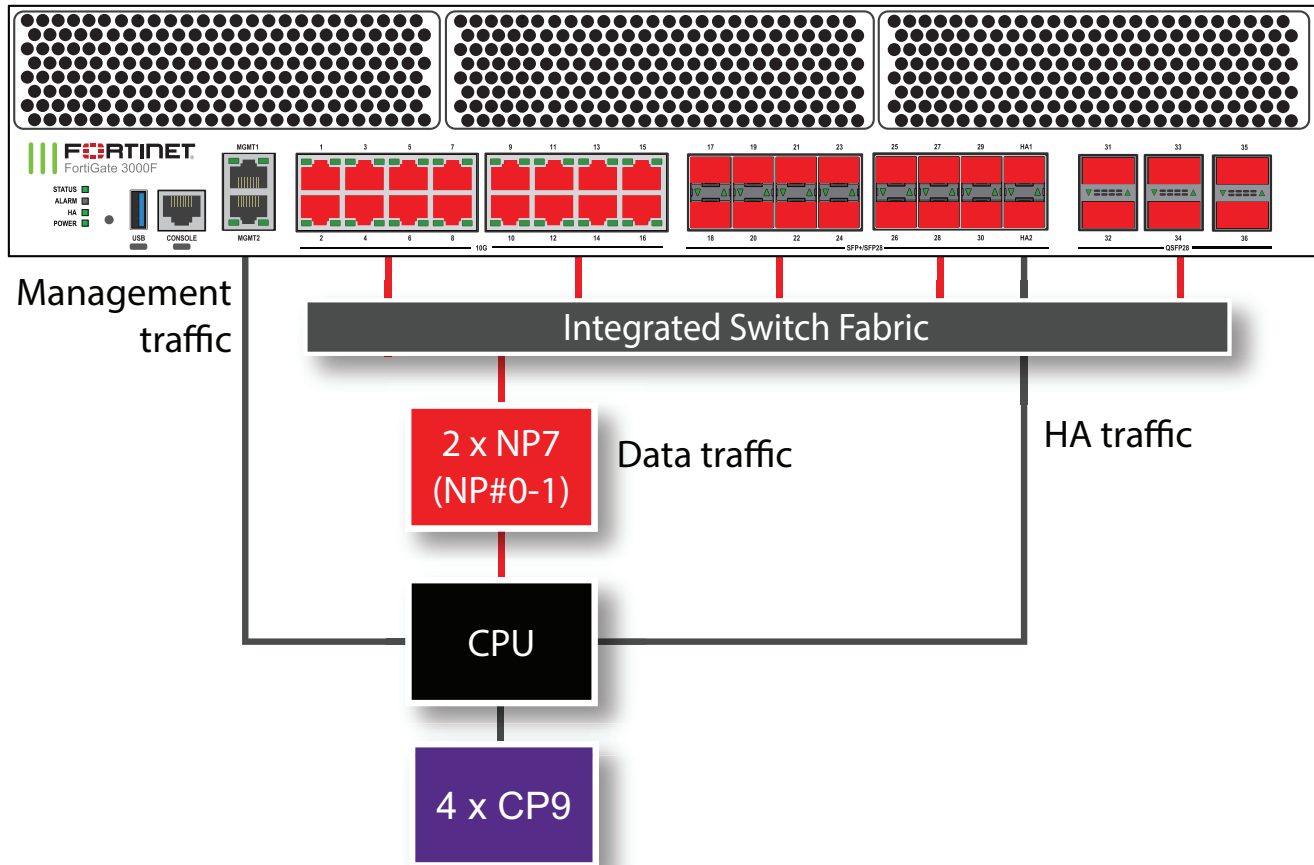 FORTINET
FortiGate 3000F
STATUS
ALARM
HA
POWER
USB
CONSOLE
MGMT1
MGMT2
1 3 5 7
2 4 6 8
9 11 13 15
10 12 14 16
10G
17 19 21 23
18 20 22 24
25 27 29 HA1
26 28 30 HA2
SFP+/SFP28
31 33 35
32 34 36
QSFP28
Management
traffic
Integrated Switch Fabric
2 x NP7
(NP#0-1)
Data traffic
HA traffic
CPU
4 x CP9